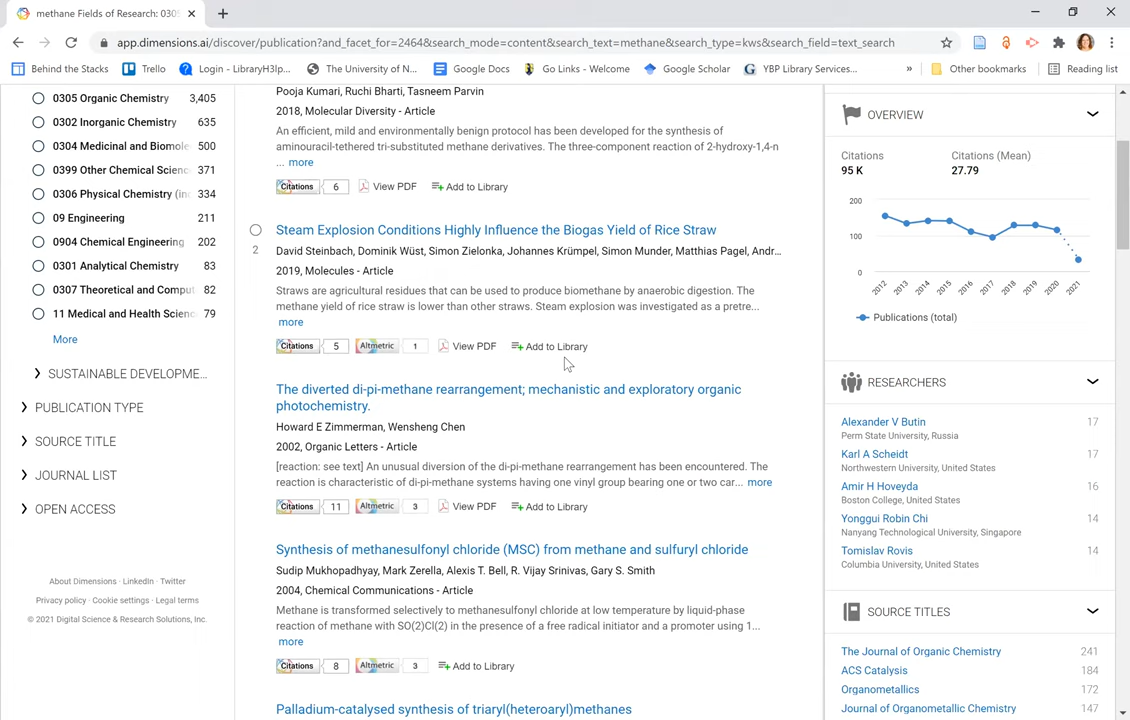 methane Fields of Research: 0305
app.dimensions.ai/discover/publication?and_facet_for=2464&search_mode=content&search_text=methane&search_type=kws&search_field=text_search
Behind the Stacks
Trello
Login - LibraryH3lp...
The University of N...
Google Docs
Go Links - Welcome
Google Scholar
YBP Library Services...
»
Other bookmarks
Reading list
0305 Organic Chemistry 3,405
0302 Inorganic Chemistry 635
0304 Medicinal and Biomole 500
0399 Other Chemical Scienc 371
0306 Physical Chemistry (inc 334
09 Engineering 211
0904 Chemical Engineering 202
0301 Analytical Chemistry 83
0307 Theoretical and Comput 82
11 Medical and Health Scienc 79
More
SUSTAINABLE DEVELOPME...
PUBLICATION TYPE
SOURCE TITLE
JOURNAL LIST
OPEN ACCESS
About Dimensions · LinkedIn · Twitter
Privacy policy · Cookie settings · Legal terms
© 2021 Digital Science & Research Solutions, Inc.
Pooja Kumari, Ruchi Bharti, Tasneem Parvin
2018, Molecular Diversity - Article
An efficient, mild and environmentally benign protocol has been developed for the synthesis of
aminouracil-tethered tri-substituted methane derivatives. The three-component reaction of 2-hydroxy-1,4-n
... more
Citations 6 View PDF Add to Library
Steam Explosion Conditions Highly Influence the Biogas Yield of Rice Straw
2 David Steinbach, Dominik Wüst, Simon Zielonka, Johannes Krümpel, Simon Munder, Matthias Pagel, Andr...
2019, Molecules - Article
Straws are agricultural residues that can be used to produce biomethane by anaerobic digestion. The
methane yield of rice straw is lower than other straws. Steam explosion was investigated as a pretre...
more
Citations 5 Altmetric 1 View PDF Add to Library
The diverted di-pi-methane rearrangement; mechanistic and exploratory organic
photochemistry.
Howard E Zimmerman, Wensheng Chen
2002, Organic Letters - Article
[reaction: see text] An unusual diversion of the di-pi-methane rearrangement has been encountered. The
reaction is characteristic of di-pi-methane systems having one vinyl group bearing one or two car... more
Citations 11 Altmetric 3 View PDF Add to Library
Synthesis of methanesulfonyl chloride (MSC) from methane and sulfuryl chloride
Sudip Mukhopadhyay, Mark Zerella, Alexis T. Bell, R. Vijay Srinivas, Gary S. Smith
2004, Chemical Communications - Article
Methane is transformed selectively to methanesulfonyl chloride at low temperature by liquid-phase
reaction of methane with SO(2)Cl(2) in the presence of a free radical initiator and a promoter using 1...
more
Citations 8 Altmetric 3 Add to Library
Palladium-catalysed synthesis of triaryl(heteroaryl)methanes
OVERVIEW
Citations Citations (Mean)
95 K 27.79
200
100
0
2012 2013 2014 2015 2016 2017 2018 2019 2020 2021
Publications (total)
RESEARCHERS
Alexander V Butin 17
Perm State University, Russia
Karl A Scheidt 17
Northwestern University, United States
Amir H Hoveyda 16
Boston College, United States
Yonggui Robin Chi 14
Nanyang Technological University, Singapore
Tomislav Rovis 14
Columbia University, United States
SOURCE TITLES
The Journal of Organic Chemistry 241
ACS Catalysis 184
Organometallics 172
Journal of Organometallic Chemistry 147